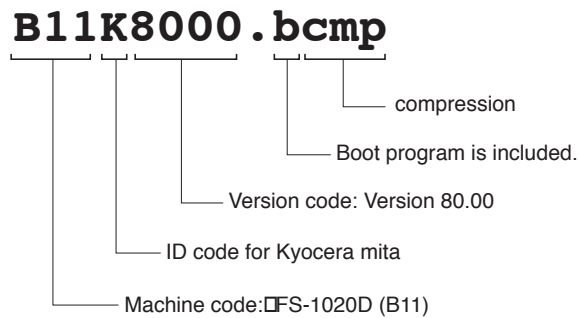 B11K8000.bcmp
compression
Boot program is included.
Version code: Version 80.00
ID code for Kyocera mita
Machine code:□FS-1020D (B11)